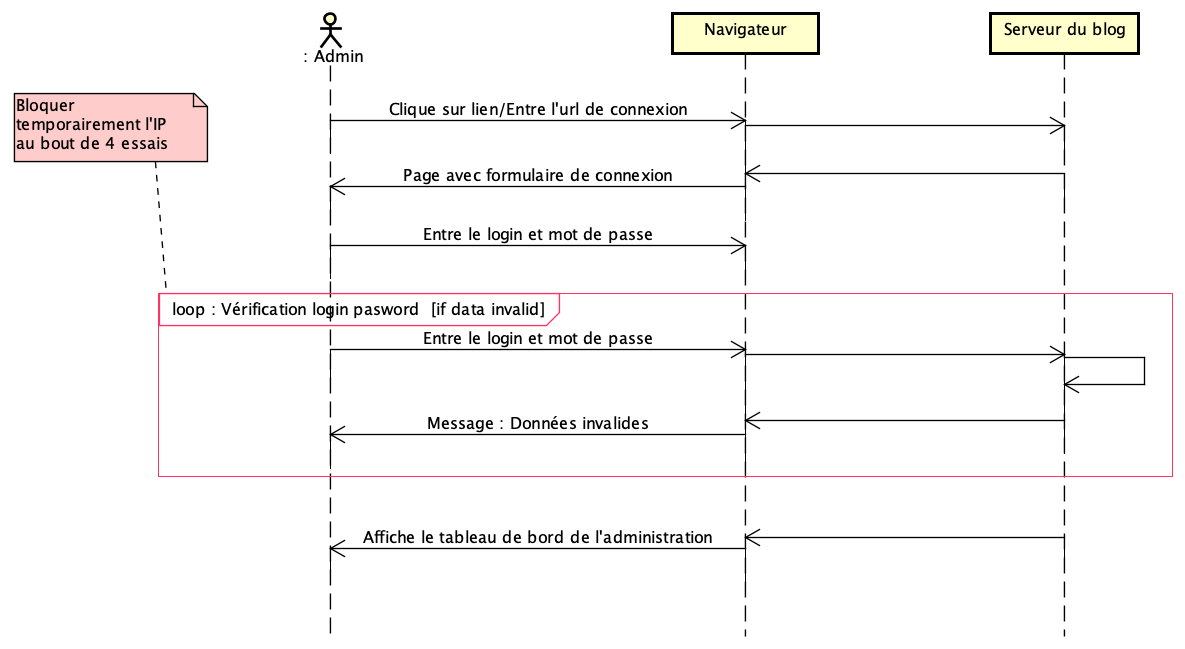 : Admin
Navigateur
Serveur du blog
Bloquer
temporairement l'IP
au bout de 4 essais
Clique sur lien/Entre l'url de connexion
Page avec formulaire de connexion
Entre le login et mot de passe
loop : Vérification login pasword [if data invalid]
Entre le login et mot de passe
Message : Données invalides
Affiche le tableau de bord de l'administration